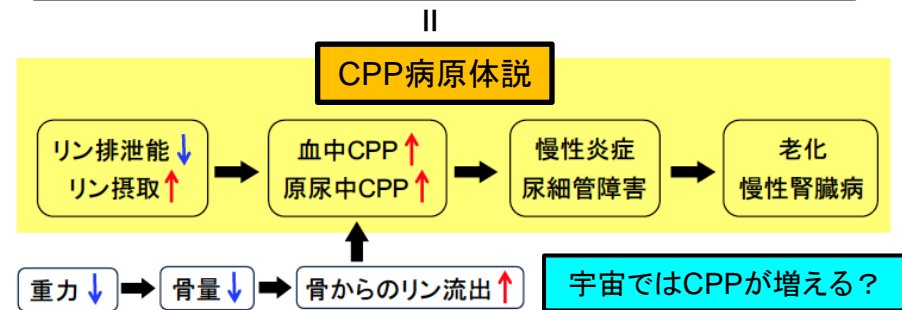 =
CPP病原体説
リン排泄能↓
リン摂取↑
血中CPP↑
原尿中CPP↑
慢性炎症
尿細管障害
老化
慢性腎臓病
重力↓
骨量↓
骨からのリン流出↑
宇宙ではCPPが増える？